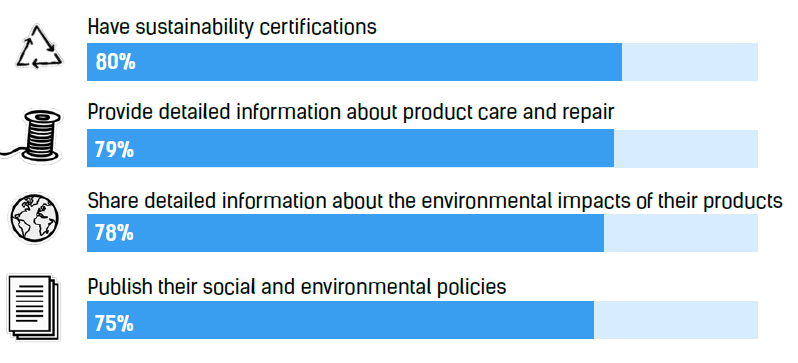 Have sustainability certifications
80%
Provide detailed information about product care and repair
79%
Share detailed information about the environmental impacts of their products
78%
Publish their social and environmental policies
75%